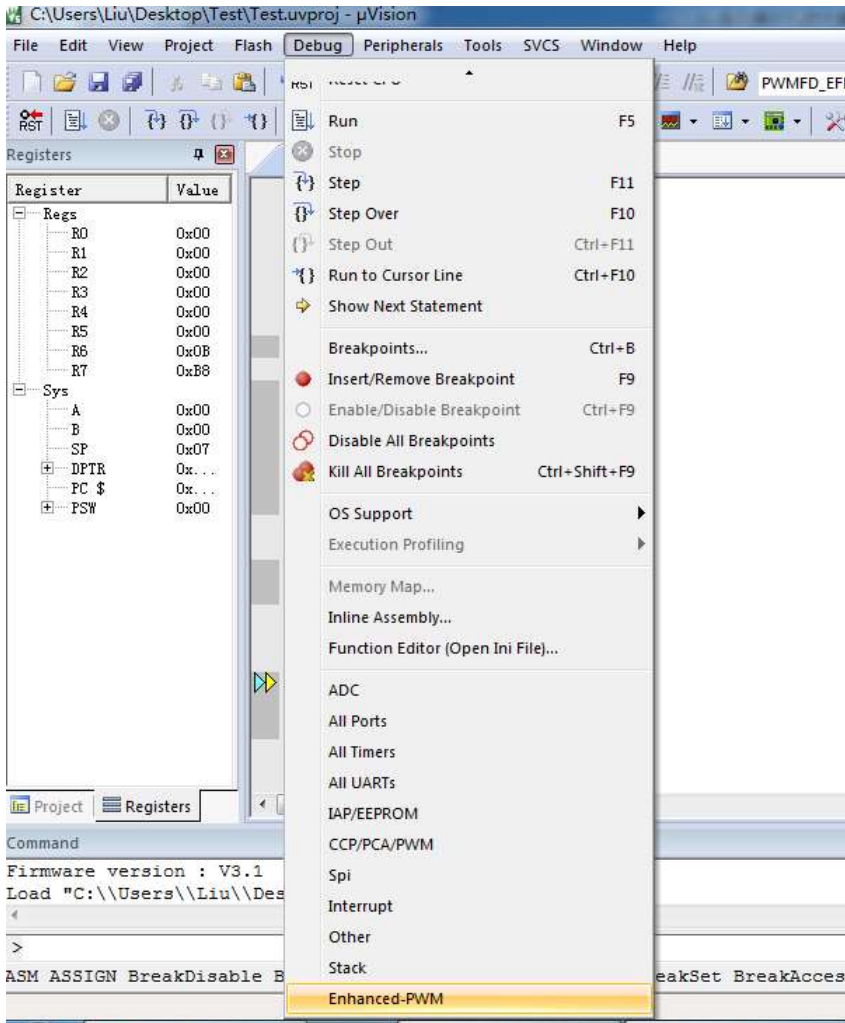 C:\Users\Liu\Desktop\Test\Test.uvproj - µVision
File Edit View Project Flash Debug Peripherals Tools SVCS Window Help
PWMFD_EFI
RST
Registers
Register Value
Regs
R0 0x00
R1 0x00
R2 0x00
R3 0x00
R4 0x00
R5 0x00
R6 0x0B
R7 0xB8
Sys
A 0x00
B 0x00
SP 0x07
DPTR 0x...
PC $ 0x...
PSW 0x00
Project Registers
RST
Run F5
Stop
Step F11
Step Over F10
Step Out Ctrl+F11
Run to Cursor Line Ctrl+F10
Show Next Statement
Breakpoints... Ctrl+B
Insert/Remove Breakpoint F9
Enable/Disable Breakpoint Ctrl+F9
Disable All Breakpoints
Kill All Breakpoints Ctrl+Shift+F9
OS Support
Execution Profiling
Memory Map...
Inline Assembly...
Function Editor (Open Ini File)...
ADC
All Ports
All Timers
All UARTs
IAP/EEPROM
CCP/PCA/PWM
Spi
Interrupt
Other
Stack
Enhanced-PWM
Command
Firmware version : V3.1
Load "C:\\Users\\Liu\\Des
>
ASM ASSIGN BreakDisable B eakSet BreakAcces